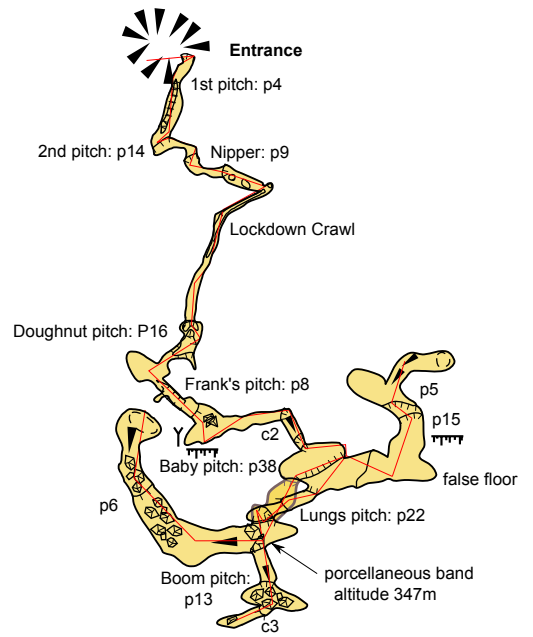 Entrance
1st pitch: p4
2nd pitch: p14
Nipper: p9
Lockdown Crawl
Doughnut pitch: P16
Frank's pitch: p8
p5
p15
c2
Y
Baby pitch: p38
false floor
p6
Lungs pitch: p22
Boom pitch:
p13
porcellaneous band
altitude 347m
c3